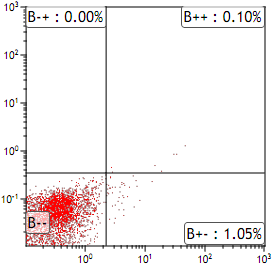 10³
B-+ : 0.00%
B++ : 0.10%
10²
10¹
10⁰
10⁻¹
B--
B+- : 1.05%
10⁰
10¹
10²
10³